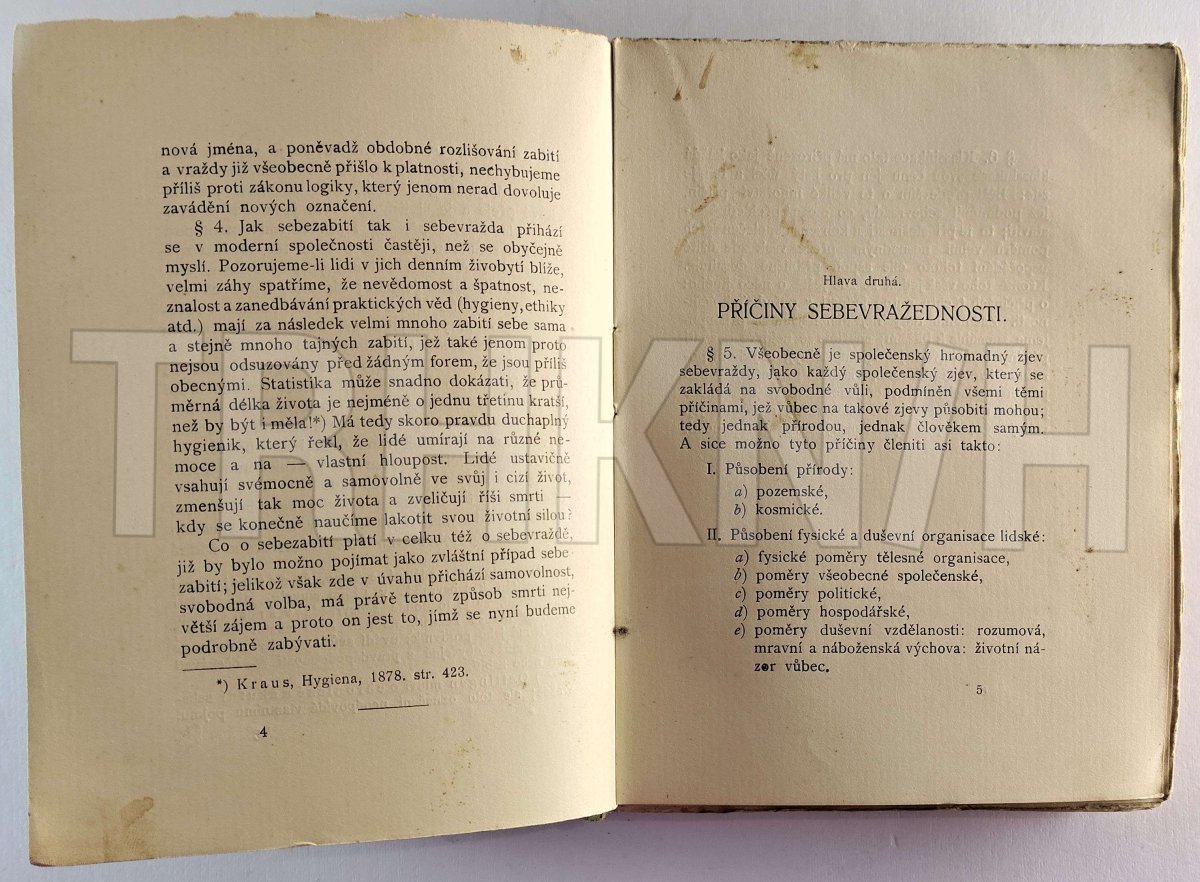 nová jména, a poněvadž obdobné rozlišování zabití
a vraždy již všeobecně přišlo k platnosti, nechybujeme
příliš proti zákonu logiky, který jenom nerad dovoluje
zavádění nových označení.
§ 4. Jak sebezabití tak i sebevražda přihází
se v moderní společnosti častěji, než se obyčejně
myslí. Pozorujeme-li lidi v jich denním živobytí blíže,
velmi záhy spatříme, že nevědomost a špatnost, ne-
znalost a zanedbávání praktických věd (hygieny, ethiky
atd.) mají za následek velmi mnoho zabití sebe sama
a stejně mnoho tajných zabití, jež také jenom proto
nejsou odsuzovány před žádným forem, že jsou příliš
obecnými. Statistika může snadno dokázati, že prů-
měrná délka života je nejméně o jednu třetinu kratší,
než by být i měla!*) Má tedy skoro pravdu duchaplný
hygienik, který řekl, že lidé umírají na různé ne-
moce a na — vlastní hloupost. Lidé ustavičně
vsahují svémocně a samovolně ve svůj i cizí život,
zmenšují tak moc života a zveličují říši smrti —
kdy se konečně naučíme lakotit svou životní silou?
Co o sebezabití platí v celku též o sebevraždě,
již by bylo možno pojímat jako zvláštní případ sebe-
zabití; jelikož však zde v úvahu přichází samovolnost,
svobodná volba, má právě tento způsob smrti nej-
větší zájem a proto on jest to, jímž se nyní budeme
podrobně zabývati.
*) Kraus, Hygiena, 1878. str. 423.
4
Hlava druhá.
PŘÍČINY SEBEVRAŽEDNOSTI.
§ 5. Všeobecně je společenský hromadný zjev
sebevraždy, jako každý společenský zjev, který se
zakládá na svobodné vůli, podmíněn všemi těmi
příčinami, jež vůbec na takové zjevy působiti mohou;
tedy jednak přírodou, jednak člověkem samým.
A sice možno tyto příčiny členiti asi takto:
I. Působení přírody:
a) pozemské,
b) kosmické.
II. Působení fysické a duševní organisace lidské:
a) fysické poměry tělesné organisace,
b) poměry všeobecné společenské,
c) poměry politické,
d) poměry hospodářské,
e) poměry duševní vzdělanosti: rozumová,
mravní a náboženská výchova: životní ná-
zor vůbec.
5